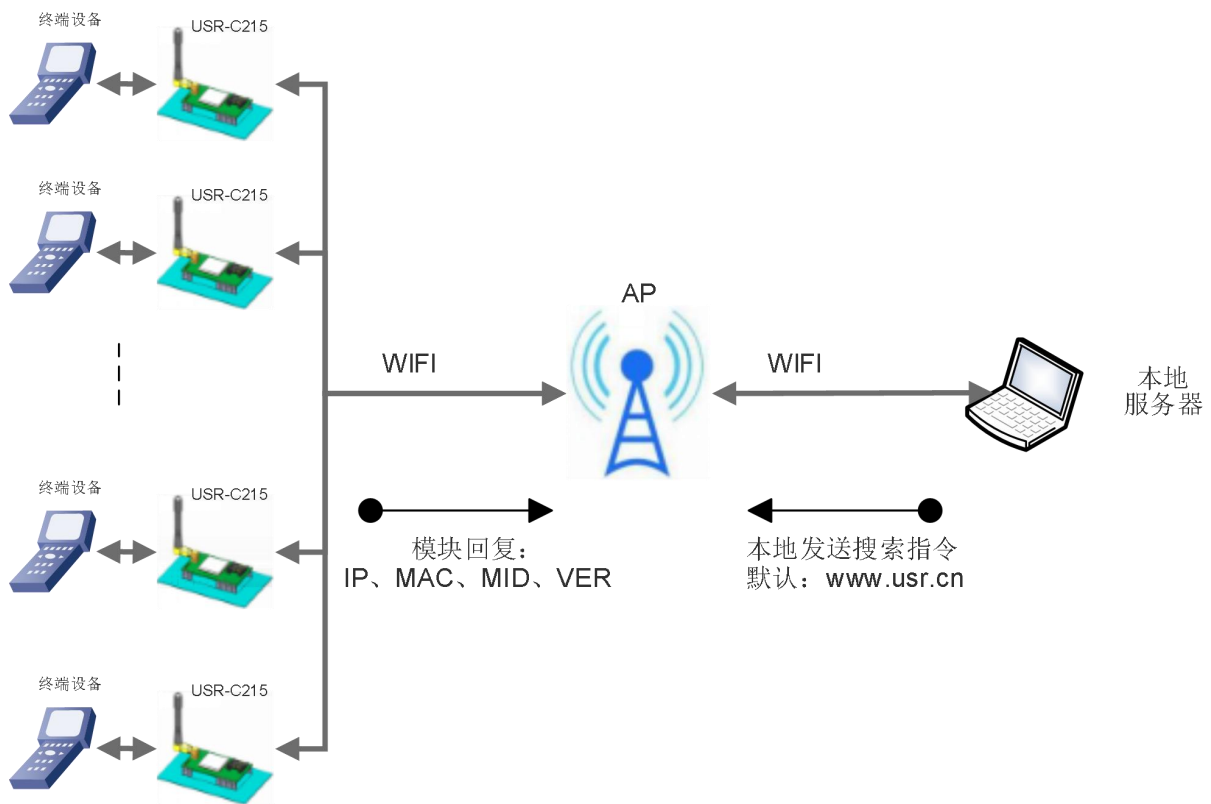 终端设备
USR-C215
终端设备
USR-C215
AP
WIFI
WIFI
本地
服务器
终端设备
USR-C215
模块回复：
IP、MAC、MID、VER
本地发送搜索指令
默认：www.usr.cn
终端设备
USR-C215